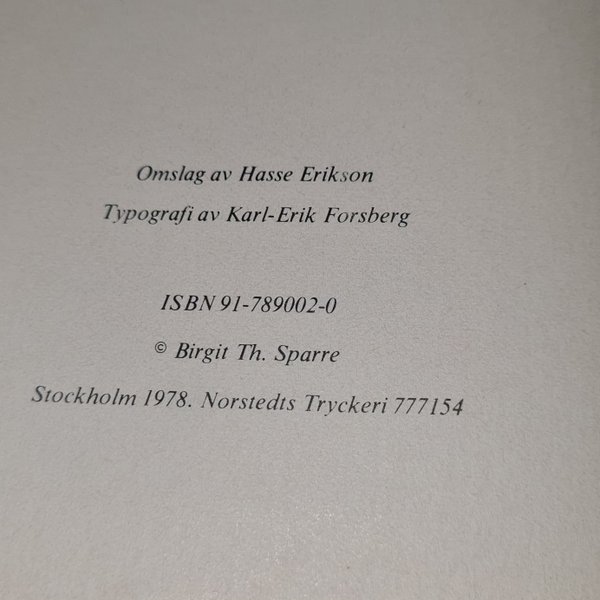 Omslag av Hasse Erikson
Typografi av Karl-Erik Forsberg
ISBN 91-789002-0
© Birgit Th. Sparre
Stockholm 1978. Norstedts Tryckeri 777154